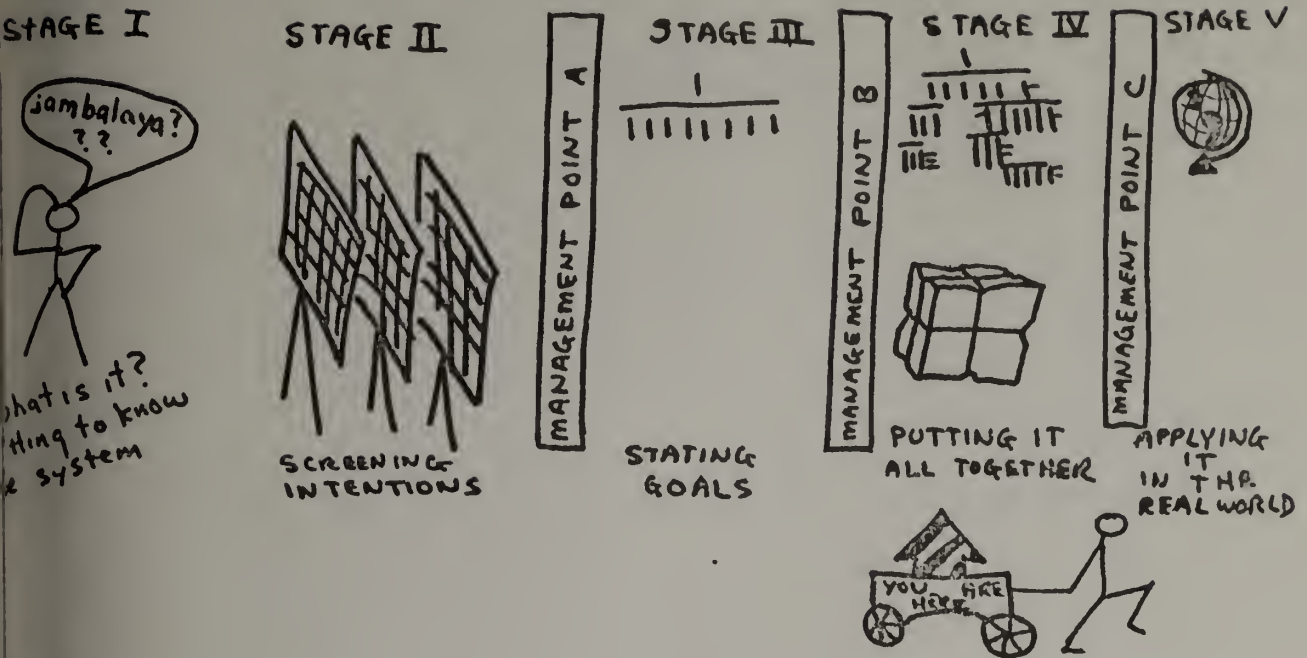 STAGE I
jambalaya?
? ?
hat is it?
ting to know
system
STAGE II
SCREENING
INTENTIONS
MANAGEMENT POINT A
STAGE III
STATING
GOALS
MANAGEMENT POINT B
STAGE IV
PUTTING IT
ALL TOGETHER
YOU ARE
HERE
MANAGEMENT POINT C
STAGE V
APPLYING
IT
IN THE
REAL WORLD